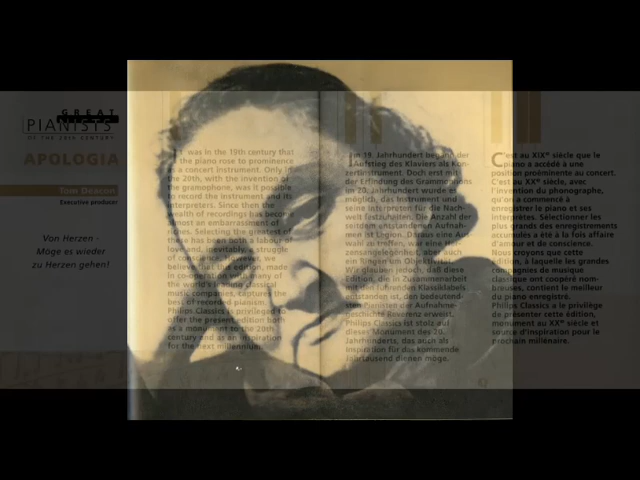 GREAT
PIANISTS
OF THE 20TH CENTURY
APOLOGIA
Tom Deacon
Executive producer
Von Herzen -
Möge es wieder
zu Herzen gehen!
It was in the 19th century that
the piano rose to prominence
as a concert instrument. Only in
the 20th, with the invention of
the gramophone, was it possible
to record the instrument and its
interpreters. Since then the
wealth of recordings has become
almost an embarrassment of
riches. Selecting the greatest of
these has been both a labour of
love and, inevitably, a struggle
of conscience. We
believe that this edition, made
in co-operation with many of
the world's great classical
music companies, captures the
best of recorded pianism.
Philips Classics is privileged to
offer the present edition both
as a monument to the 20th
century and as an inspiration
for the next millennium.
Im 19. Jahrhundert begann der
Aufstieg des Klaviers als Kon-
zertinstrument. Doch erst mit
der Erfindung des Grammophons
im 20. Jahrhundert wurde es
möglich, das Instrument und
seine Interpreten für die Nach-
welt festzuhalten. Die Anzahl der
seitdem entstandenen Aufnah-
men ist Legion. Daraus eine Aus-
wahl zu treffen, war eine Her-
zensangelegenheit, aber auch
ein Ringen um Objektivität.
Wir glauben jedoch, daß diese
Edition, die in Zusammenarbeit
mit den führenden Klassiklabels
entstanden ist, den bedeutend-
sten Pianisten der Aufnahme-
geschichte Reverenz erweist.
Philips Classics ist stolz auf
dieses Monument des 20.
Jahrhunderts, das auch als
Inspiration für das kommende
Jahrtausend dienen möge.
C'est au XIXe siècle que le
piano a accédé à une
position proéminente au concert.
C'est au XXe siècle, avec
l'invention du phonographe,
qu'on a commencé à
enregistrer le piano et ses
interprètes. Sélectionner les
plus grands des enregistrements
accumulés a été à la fois affaire
d'amour et de conscience.
Nous croyons que cette
édition, à laquelle les grandes
compagnies de musique
classique ont coopéré nom-
breuses, contient le meilleur
du piano enregistré.
Philips Classics a le privilège
de présenter cette édition,
monument au XXe siècle et
source d'inspiration pour le
prochain millénaire.